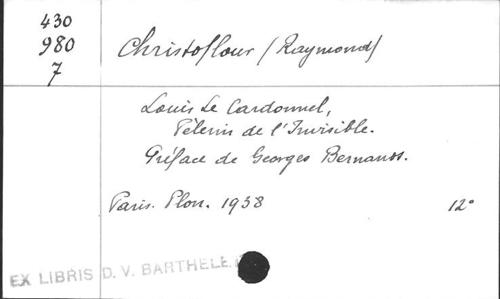 430
980
7
Christoflour (Raymond)
Louis Le Cardonnel,
Pèlerin de l'Invisible.
Préface de Georges Bernanos.
Paris. Plon. 1938 12°
EX LIBRIS D. V. BARTHELE